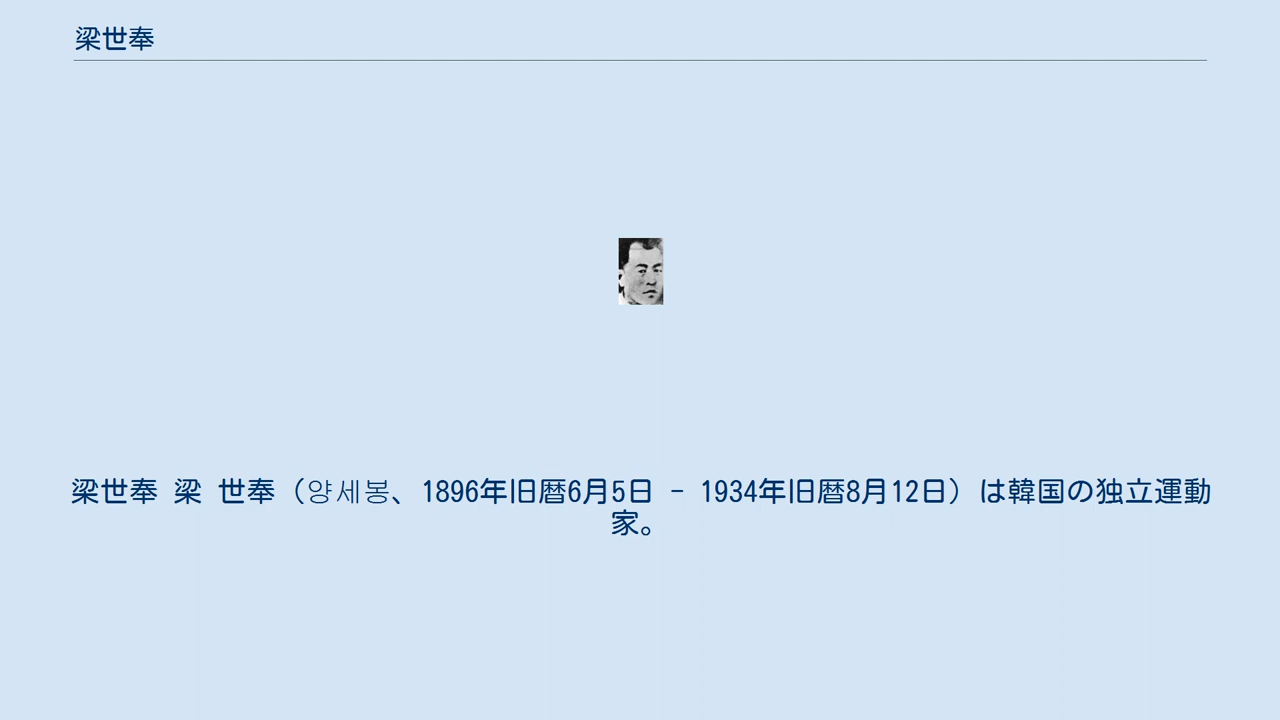 梁世奉
梁世奉 梁 世奉（양세봉、1896年旧暦6月5日 - 1934年旧暦8月12日）は韓国の独立運動
家。